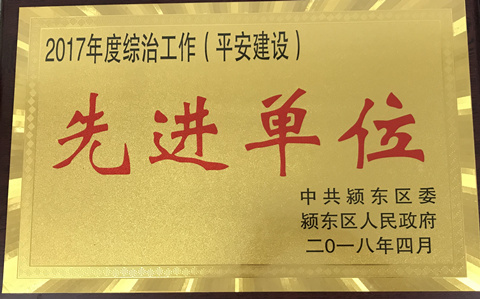 2017年度综治工作（平安建设）
先进单位
中共颍东区委
颍东区人民政府
二0一八年四月